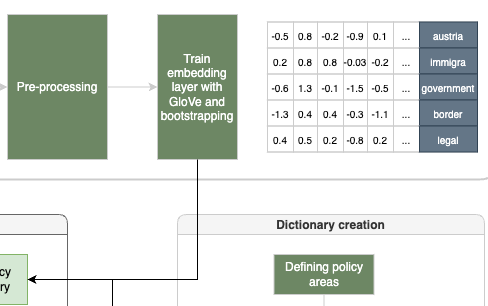 Pre-processing
Train
embedding
layer with
GloVe and
bootstrapping
-0.5 0.8 -0.2 -0.9 0.1 ... austria
0.2 0.8 0.8 -0.03 -0.2 ... immigra
-0.6 1.3 -0.1 -1.5 -0.5 ... government
-1.3 0.4 0.4 -0.3 -1.1 ... border
0.4 0.5 0.2 -0.8 0.2 ... legal
Dictionary creation
cy
ry
Defining policy
areas